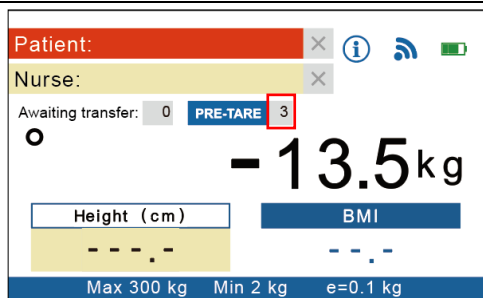 Patient: ×
Nurse: ×
Awaiting transfer: 0 PRE-TARE 3
-13.5kg
Height (cm) BMI
---.- --.-
Max 300 kg Min 2 kg e=0.1 kg